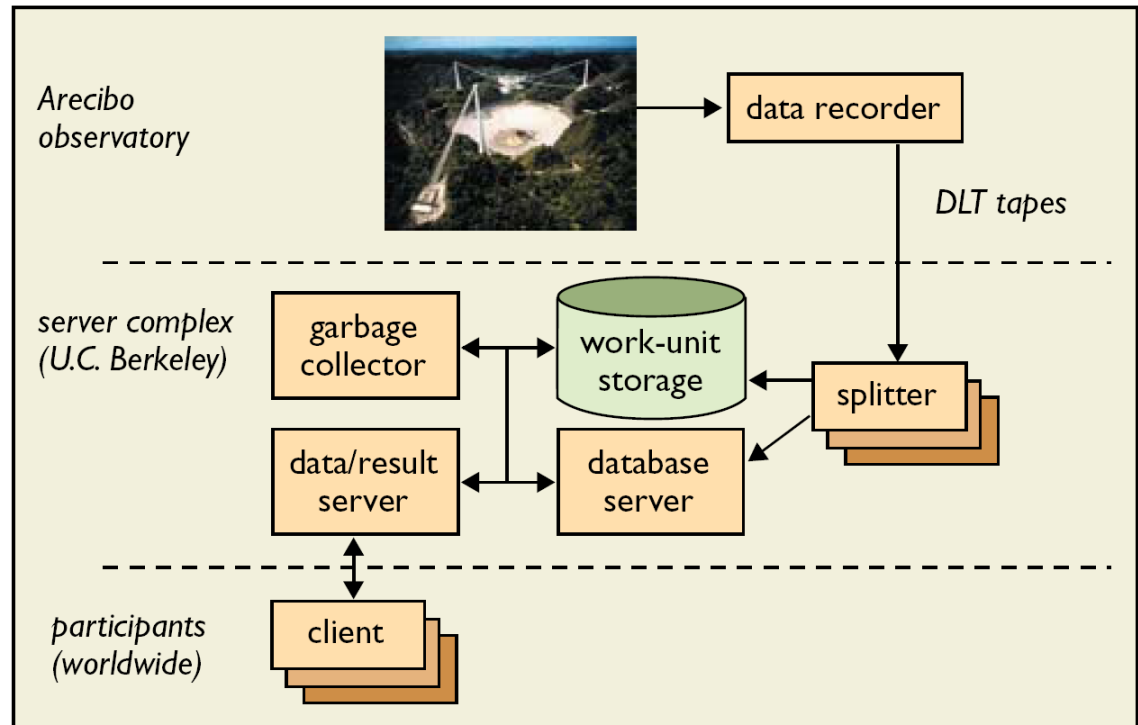 Arecibo
observatory
data recorder
DLT tapes
server complex
(U.C. Berkeley)
garbage
collector
work-unit
storage
splitter
data/result
server
database
server
participants
(worldwide)
client